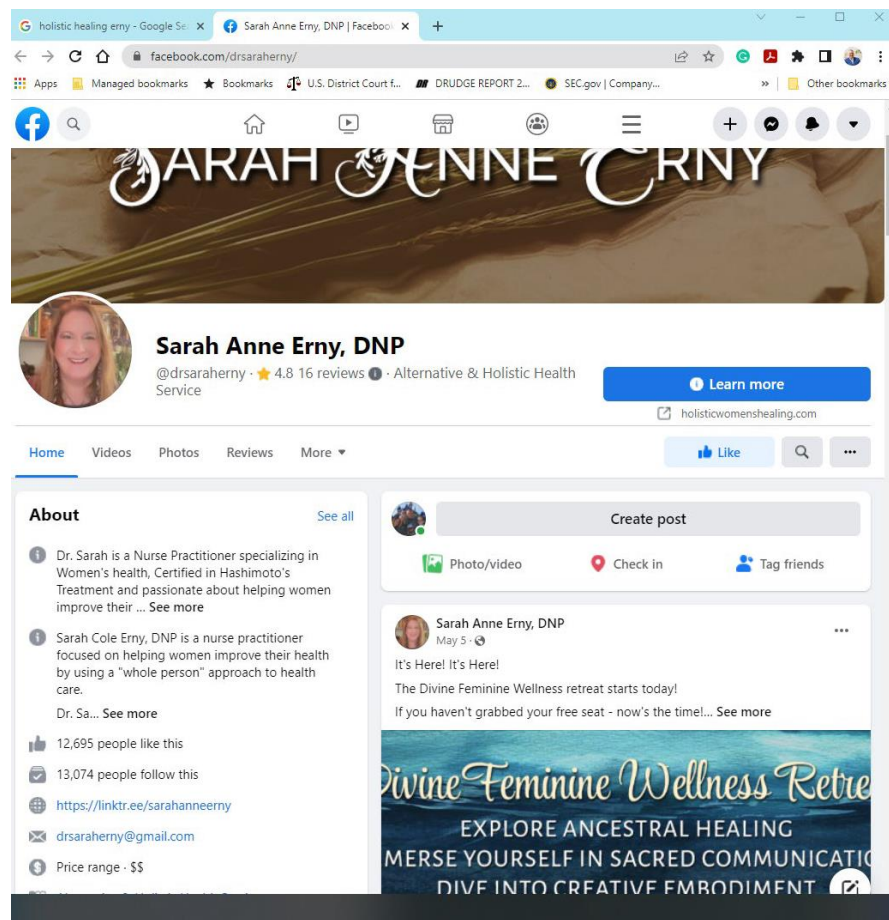 holistic healing erny - Google Se
Sarah Anne Erny, DNP | Facebook
facebook.com/drsaraherny/
Apps
Managed bookmarks
Bookmarks
U.S. District Court f...
DRUDGE REPORT 2...
SEC.gov | Company...
»
Other bookmarks
SARAH ANNE ERNY
Sarah Anne Erny, DNP
@drsaraherny · 4.8 16 reviews · Alternative & Holistic Health
Service
Learn more
holisticwomenshealing.com
Home
Videos
Photos
Reviews
More
Like
About
See all
Dr. Sarah is a Nurse Practitioner specializing in
Women's health, Certified in Hashimoto's
Treatment and passionate about helping women
improve their ... See more
Sarah Cole Erny, DNP is a nurse practitioner
focused on helping women improve their health
by using a "whole person" approach to health
care.
Dr. Sa... See more
12,695 people like this
13,074 people follow this
https://linktr.ee/sarahanneerny
drsaraherny@gmail.com
Price range · $$
Create post
Photo/video
Check in
Tag friends
Sarah Anne Erny, DNP
May 5 ·
It's Here! It's Here!
The Divine Feminine Wellness retreat starts today!
If you haven't grabbed your free seat - now's the time!... See more
Divine Feminine Wellness Retre
EXPLORE ANCESTRAL HEALING
MERSE YOURSELF IN SACRED COMMUNICATIO
DIVE INTO CREATIVE EMBODIMENT